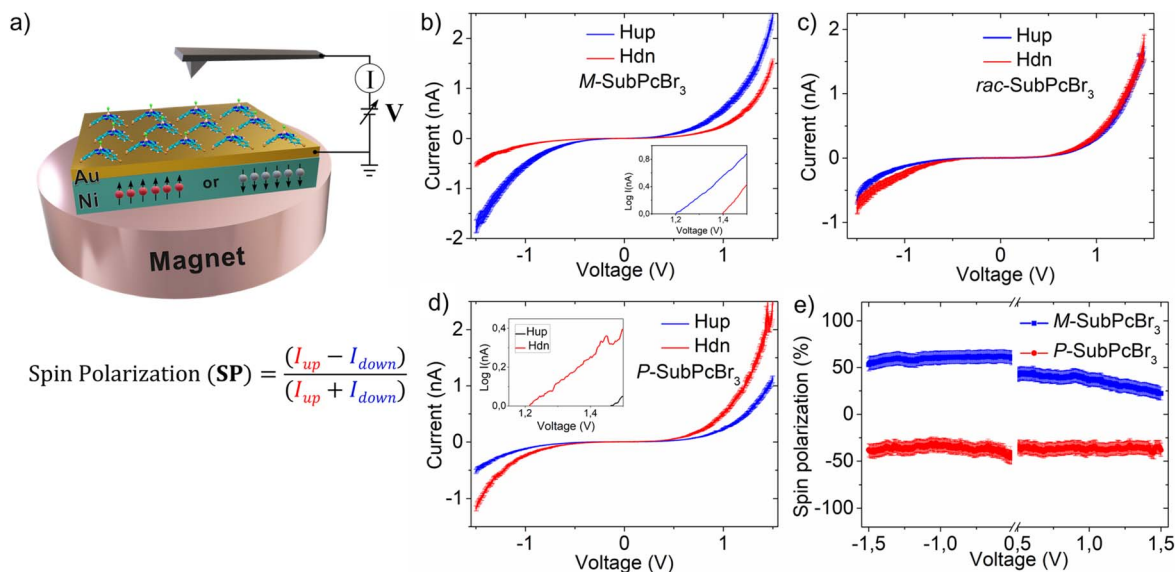 a)
I
V
Au
Ni
or
Magnet
Spin Polarization (SP) = (I_up − I_down) / (I_up + I_down)
b)
Hup
Hdn
M-SubPcBr3
Current (nA)
2
1
0
-1
-2
-1 0 1
Voltage (V)
Log I(nA)
0,8
0,4
0,0
1,2 1,4
Voltage (V)
c)
Hup
Hdn
rac-SubPcBr3
Current (nA)
2
1
0
-1
-1 0 1
Voltage (V)
d)
Hup
Hdn
P-SubPcBr3
Current (nA)
2
1
0
-1
-1 0 1
Voltage (V)
Hup
Hdn
Log I(nA)
0,4
0,2
0,0
1,2 1,4
Voltage (V)
e)
M-SubPcBr3
P-SubPcBr3
Spin polarization (%)
100
50
0
-50
-100
-1,5 -1,0 0,5 0,5 1,0 1,5
Voltage (V)